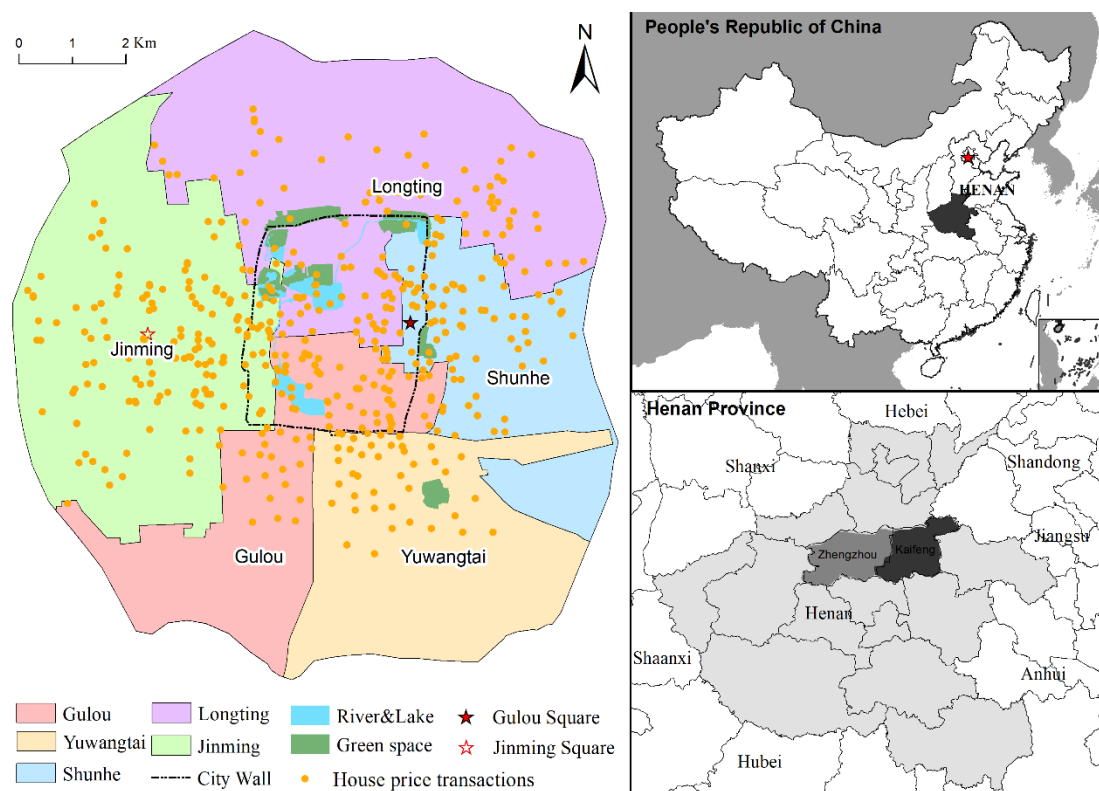 0 2 Km
N
Longting
Jinming
Shunhe
Gulou
Yuwangtai
Gulou
Longting
River&Lake
Gulou Square
Yuwangtai
Jinming
Green space
Jinming Square
Shunhe
City Wall
House price transactions
People's Republic of China
HENAN
Henan Province
Hebei
Shanxi
Shandong
Jiangsu
Zhengzhou
Kaifeng
Henan
Shaanxi
Anhui
Hubei